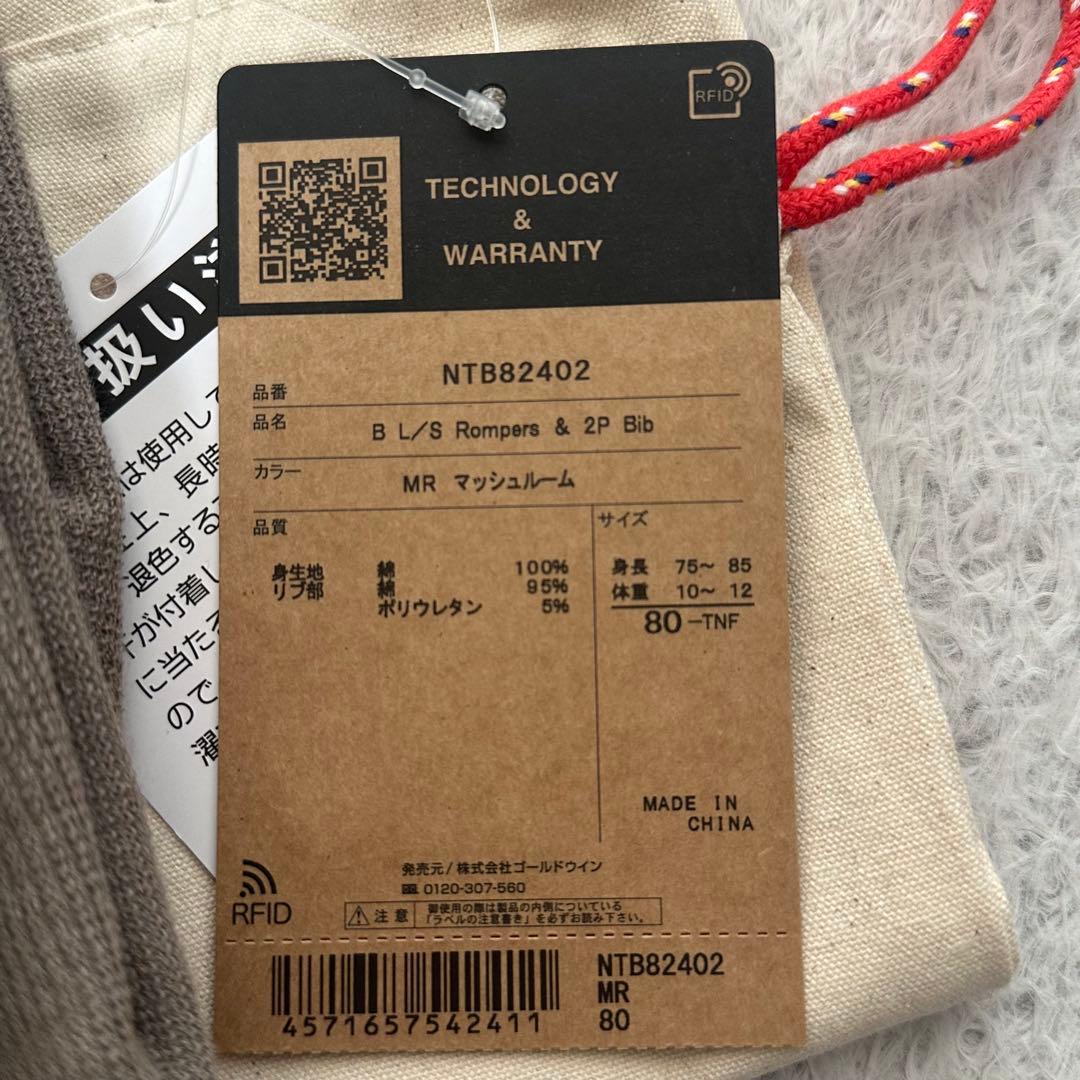 RFID
TECHNOLOGY
&
WARRANTY
品番 NTB82402
品名 B L/S Rompers & 2P Bib
カラー MR マッシュルーム
品質
身生地 綿 100%
リブ部 綿 95%
ポリウレタン 5%
サイズ
身長 75〜 85
体重 10〜 12
80-TNF
MADE IN
CHINA
発売元/株式会社ゴールドウイン
0120-307-560
RFID
注意
御使用の際は製品の内側についている
「ラベルの注意書き」を必ずお読み下さい。
4571657542411
NTB82402
MR
80
扱い
は使用して
上、長時
退色する
が付着し
に当たる
ので
濯